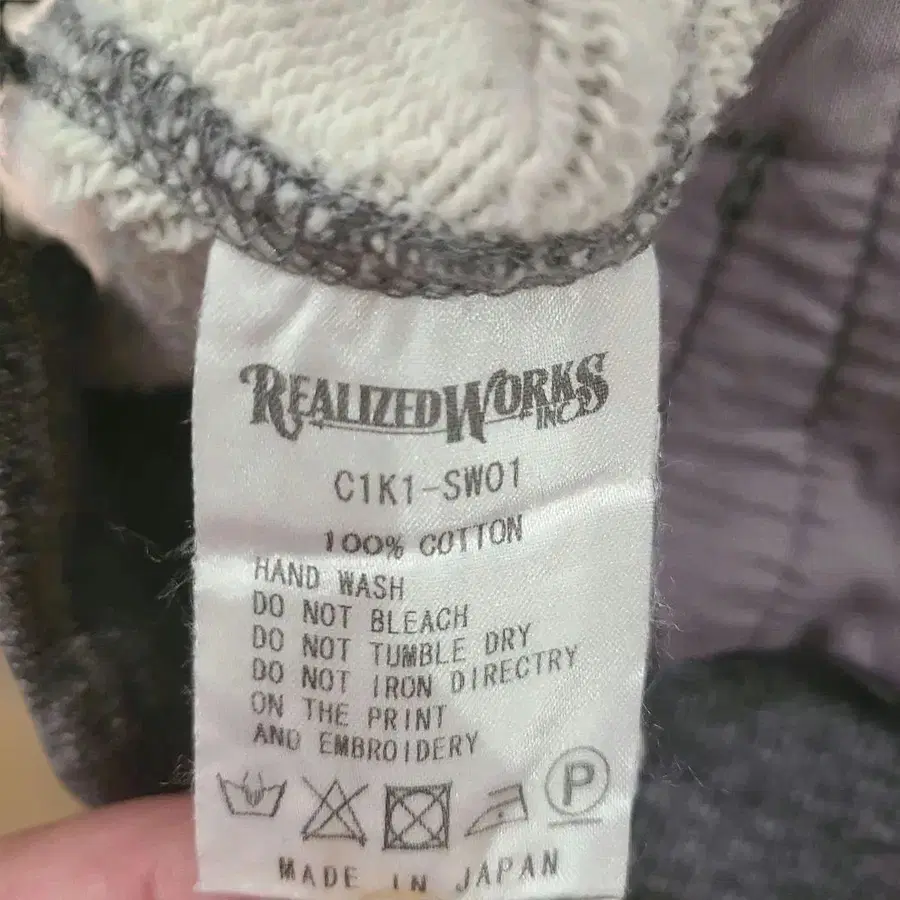 REALIZED WORKS INC.
C1K1-SW01
100% COTTON
HAND WASH
DO NOT BLEACH
DO NOT TUMBLE DRY
DO NOT IRON DIRECTRY
ON THE PRINT
AND EMBROIDERY
P
MADE IN JAPAN